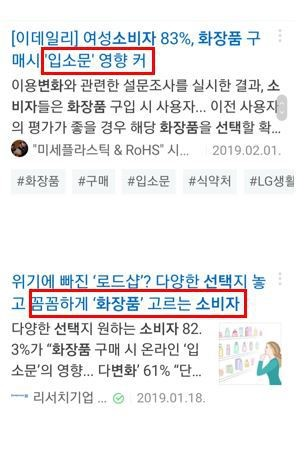 [이데일리] 여성소비자 83%, 화장품 구
매시 '입소문' 영향 커
이용변화와 관련한 설문조사를 실시한 결과, 소
비자들은 화장품 구입 시 사용자... 이전 사용자
의 평가가 좋을 경우 해당 화장품을 선택할 확...
"미세플라스틱 & RoHS" 시... 2019.02.01.
#화장품 #구매 #입소문 #식약처 #LG생활
위기에 빠진 '로드샵'? 다양한 선택지 놓
고 꼼꼼하게 '화장품' 고르는 소비자
다양한 선택지 원하는 소비자 82.
3%가 "화장품 구매 시 온라인 '입
소문'의 영향... 다변화' 61% "단...
리서치기업 ... 2019.01.18.